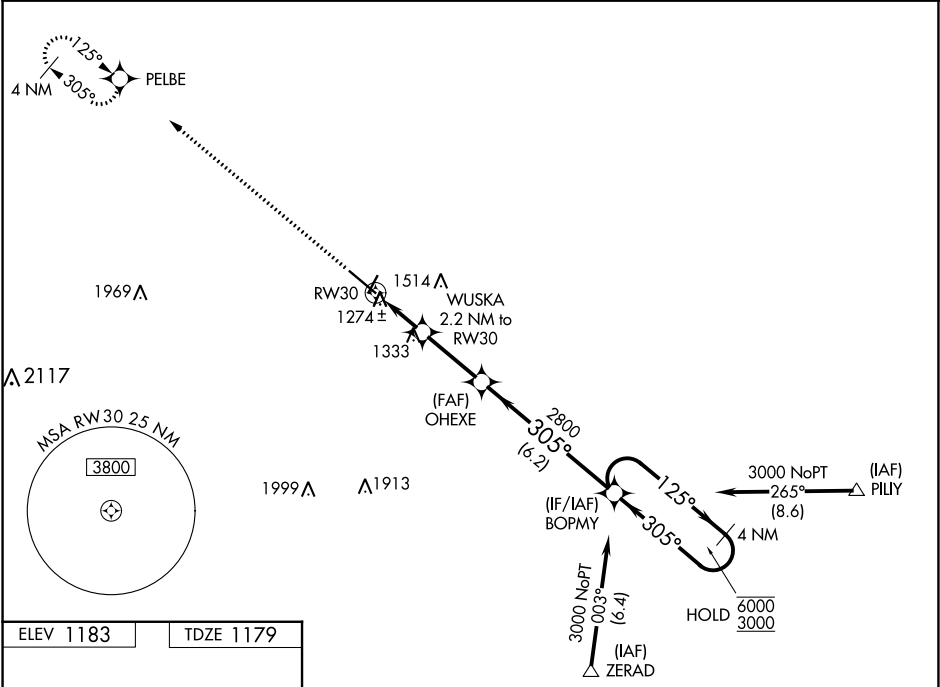 125°
4 NM
305°
PELBE
1969
RW30
1514
1274±
WUSKA
2.2 NM to
RW30
1333
2117
(FAF)
OHEXE
MSA RW30 25 NM
3800
2800
305°
(6.2)
1999
1913
(IF/IAF)
BOPMY
125°
305°
4 NM
3000 NoPT
265°
(8.6)
(IAF)
PILIY
HOLD
6000
3000
3000 NoPT
003°
(6.4)
(IAF)
ZERAD
ELEV 1183
TDZE 1179